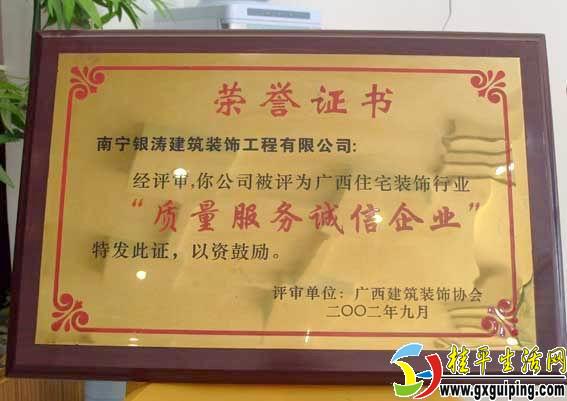 荣誉证书
南宁银涛建筑装饰工程有限公司:
经评审,你公司被评为广西住宅装饰行业
“质量服务诚信企业”
特发此证，以资鼓励。
评审单位：广西建筑装饰协会
二〇〇二年九月
桂平生活网
www.gxguiping.com